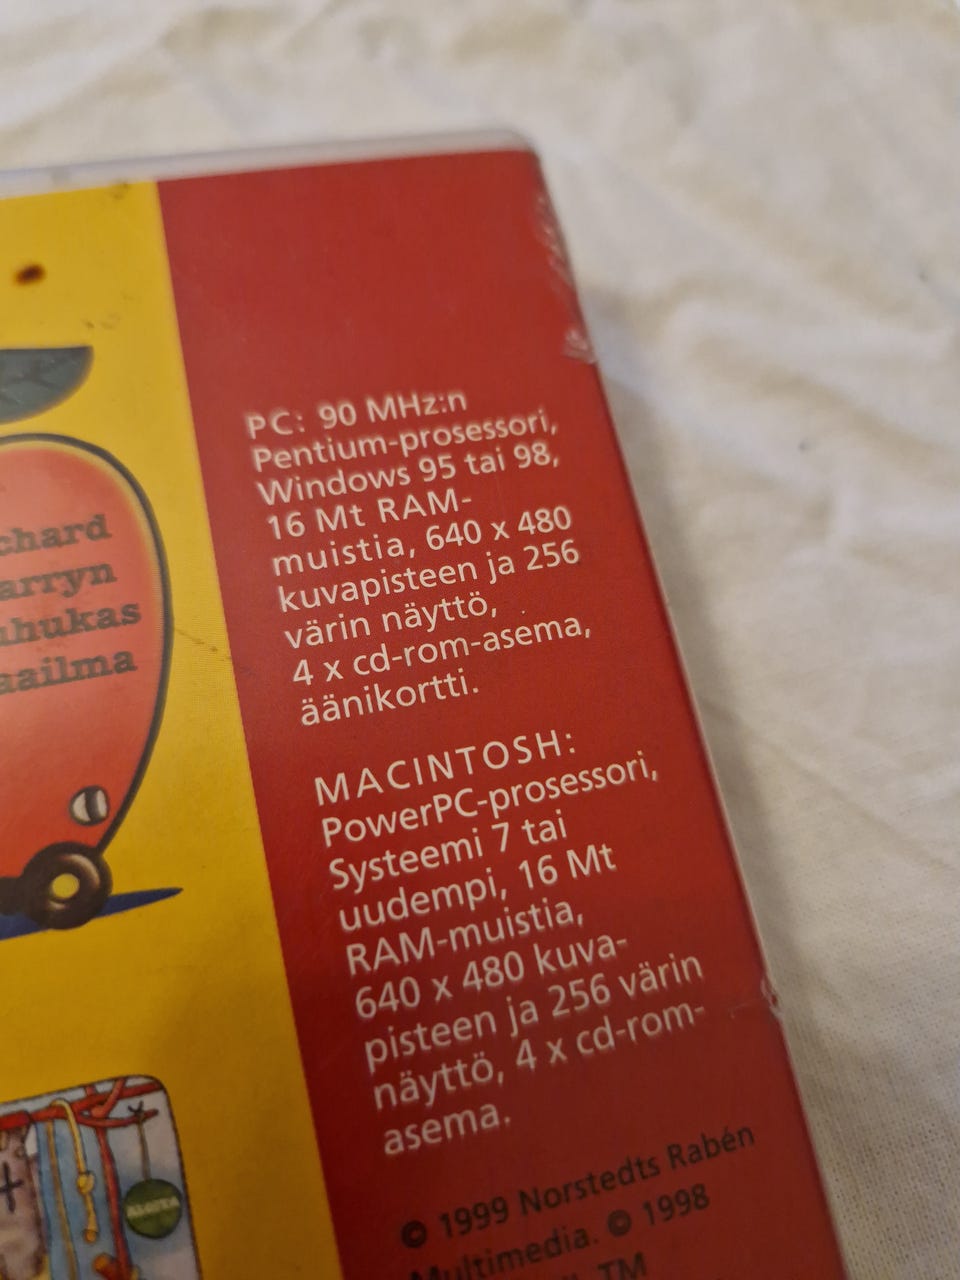 PC: 90 MHz:n
Pentium-prosessori,
Windows 95 tai 98,
16 Mt RAM-
muistia, 640 x 480
kuvapisteen ja 256
värin näyttö,
4 x cd-rom-asema,
äänikortti.
MACINTOSH:
PowerPC-prosessori,
Systeemi 7 tai
uudempi, 16 Mt
RAM-muistia,
640 x 480 kuva-
pisteen ja 256 värin
näyttö, 4 x cd-rom-
asema.
© 1999 Norstedts Rabén
Multimedia. © 1998
TM
chard
arryn
uhukas
aailma